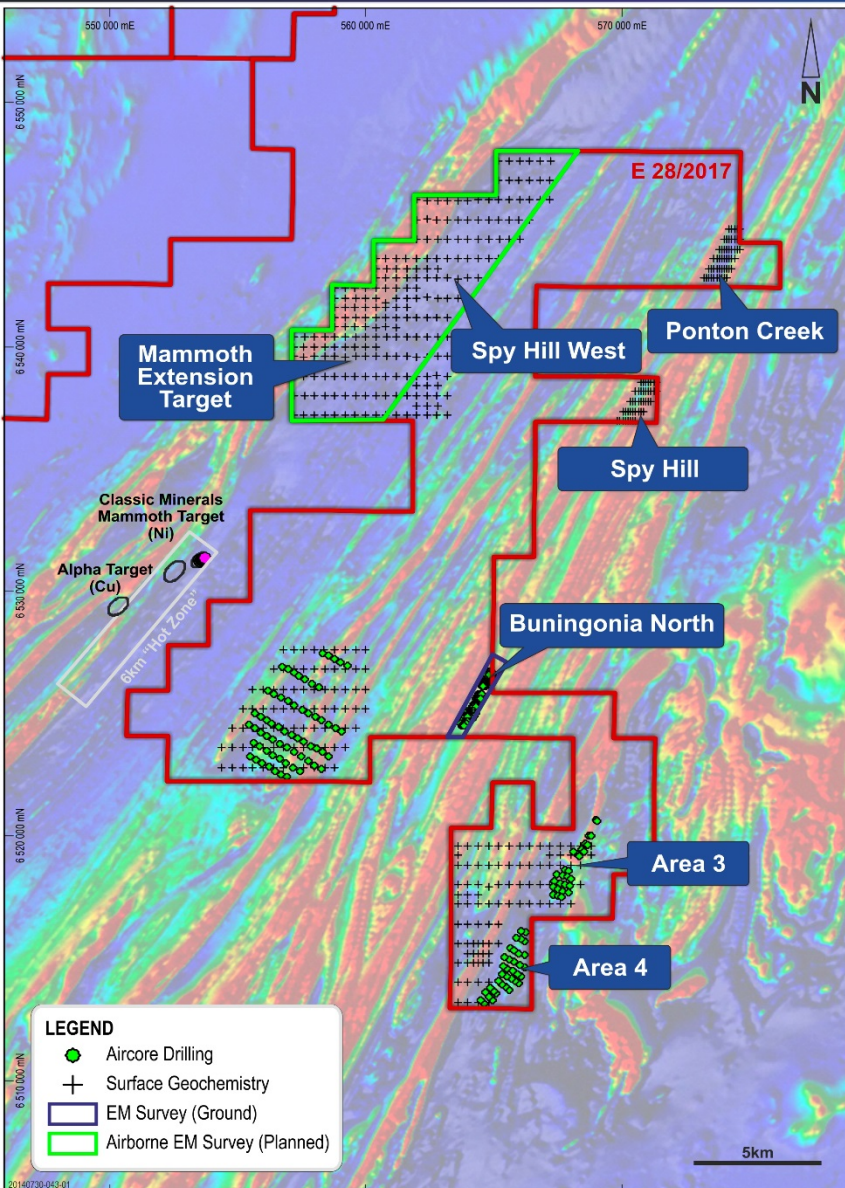 550 000 mE
560 000 mE
570 000 mE
N
6 550 000 mN
E 28/2017
Ponton Creek
6 540 000 mN
Mammoth
Extension
Target
Spy Hill West
Spy Hill
Classic Minerals
Mammoth Target
(Ni)
Alpha Target
(Cu)
6km "Hot Zone"
6 530 000 mN
Buningonia North
6 520 000 mN
Area 3
Area 4
LEGEND
Aircore Drilling
Surface Geochemistry
EM Survey (Ground)
Airborne EM Survey (Planned)
6 510 000 mN
5km
20140730-043-01